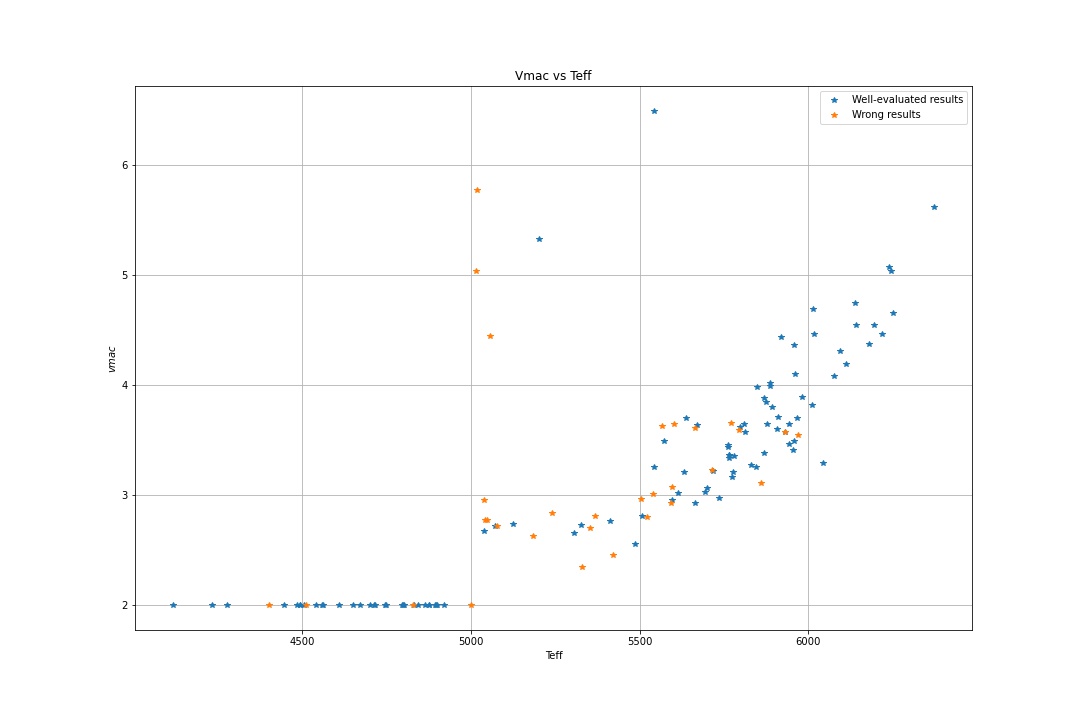 Vmac vs Teff
Well-evaluated results
Wrong results
6
5
4
3
2
vmac
4500 5000 5500 6000
Teff